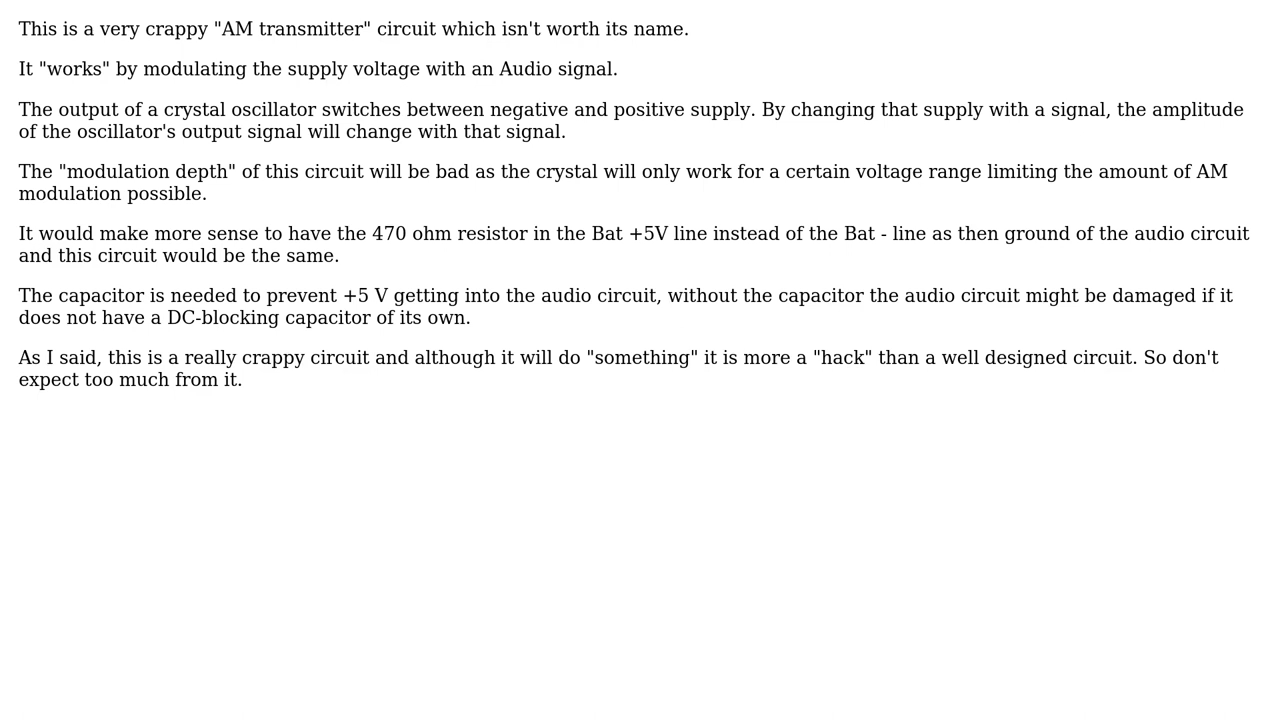 This is a very crappy "AM transmitter" circuit which isn't worth its name.
It "works" by modulating the supply voltage with an Audio signal.
The output of a crystal oscillator switches between negative and positive supply. By changing that supply with a signal, the amplitude
of the oscillator's output signal will change with that signal.
The "modulation depth" of this circuit will be bad as the crystal will only work for a certain voltage range limiting the amount of AM
modulation possible.
It would make more sense to have the 470 ohm resistor in the Bat +5V line instead of the Bat - line as then ground of the audio circuit
and this circuit would be the same.
The capacitor is needed to prevent +5 V getting into the audio circuit, without the capacitor the audio circuit might be damaged if it
does not have a DC-blocking capacitor of its own.
As I said, this is a really crappy circuit and although it will do "something" it is more a "hack" than a well designed circuit. So don't
expect too much from it.